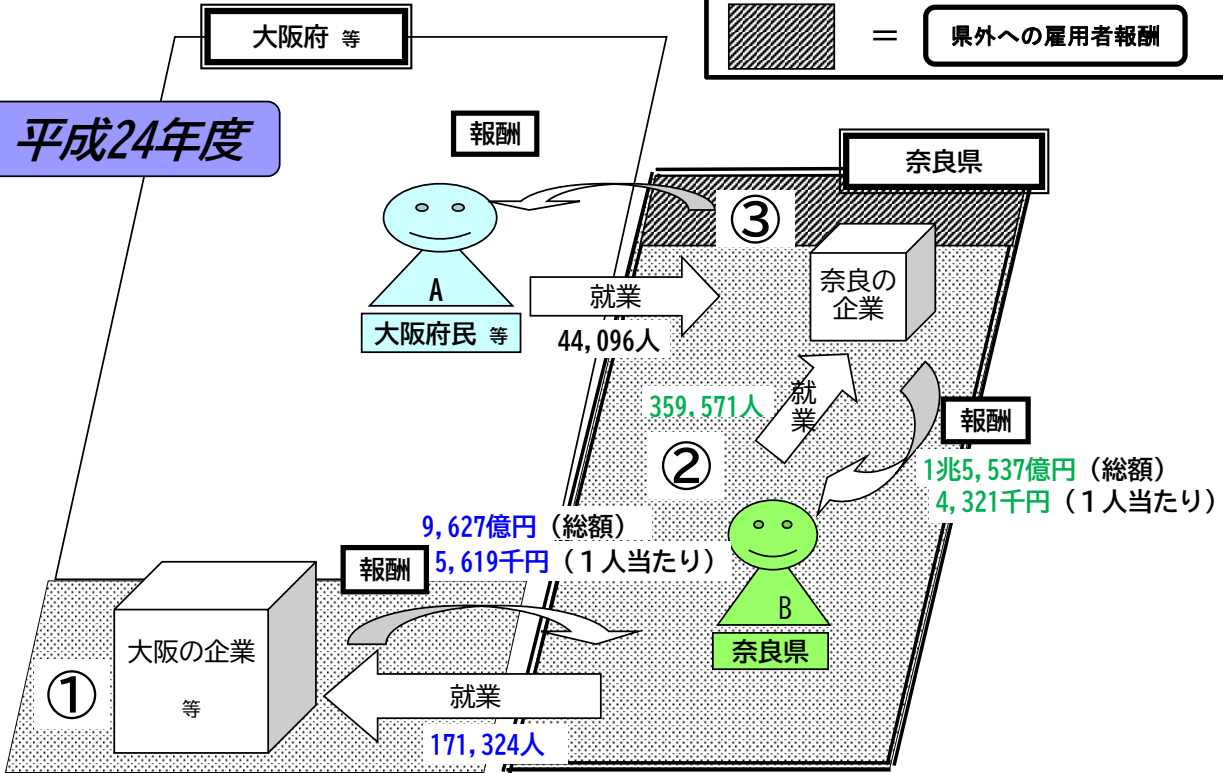 大阪府 等
＝
県外への雇用者報酬
平成24年度
報酬
奈良県
③
A
大阪府民 等
就業
44,096人
奈良の
企業
359,571人
就業
②
報酬
1兆5,537億円（総額）
4,321千円（１人当たり）
9,627億円（総額）
報酬
5,619千円（１人当たり）
B
奈良県
大阪の企業
等
①
就業
171,324人